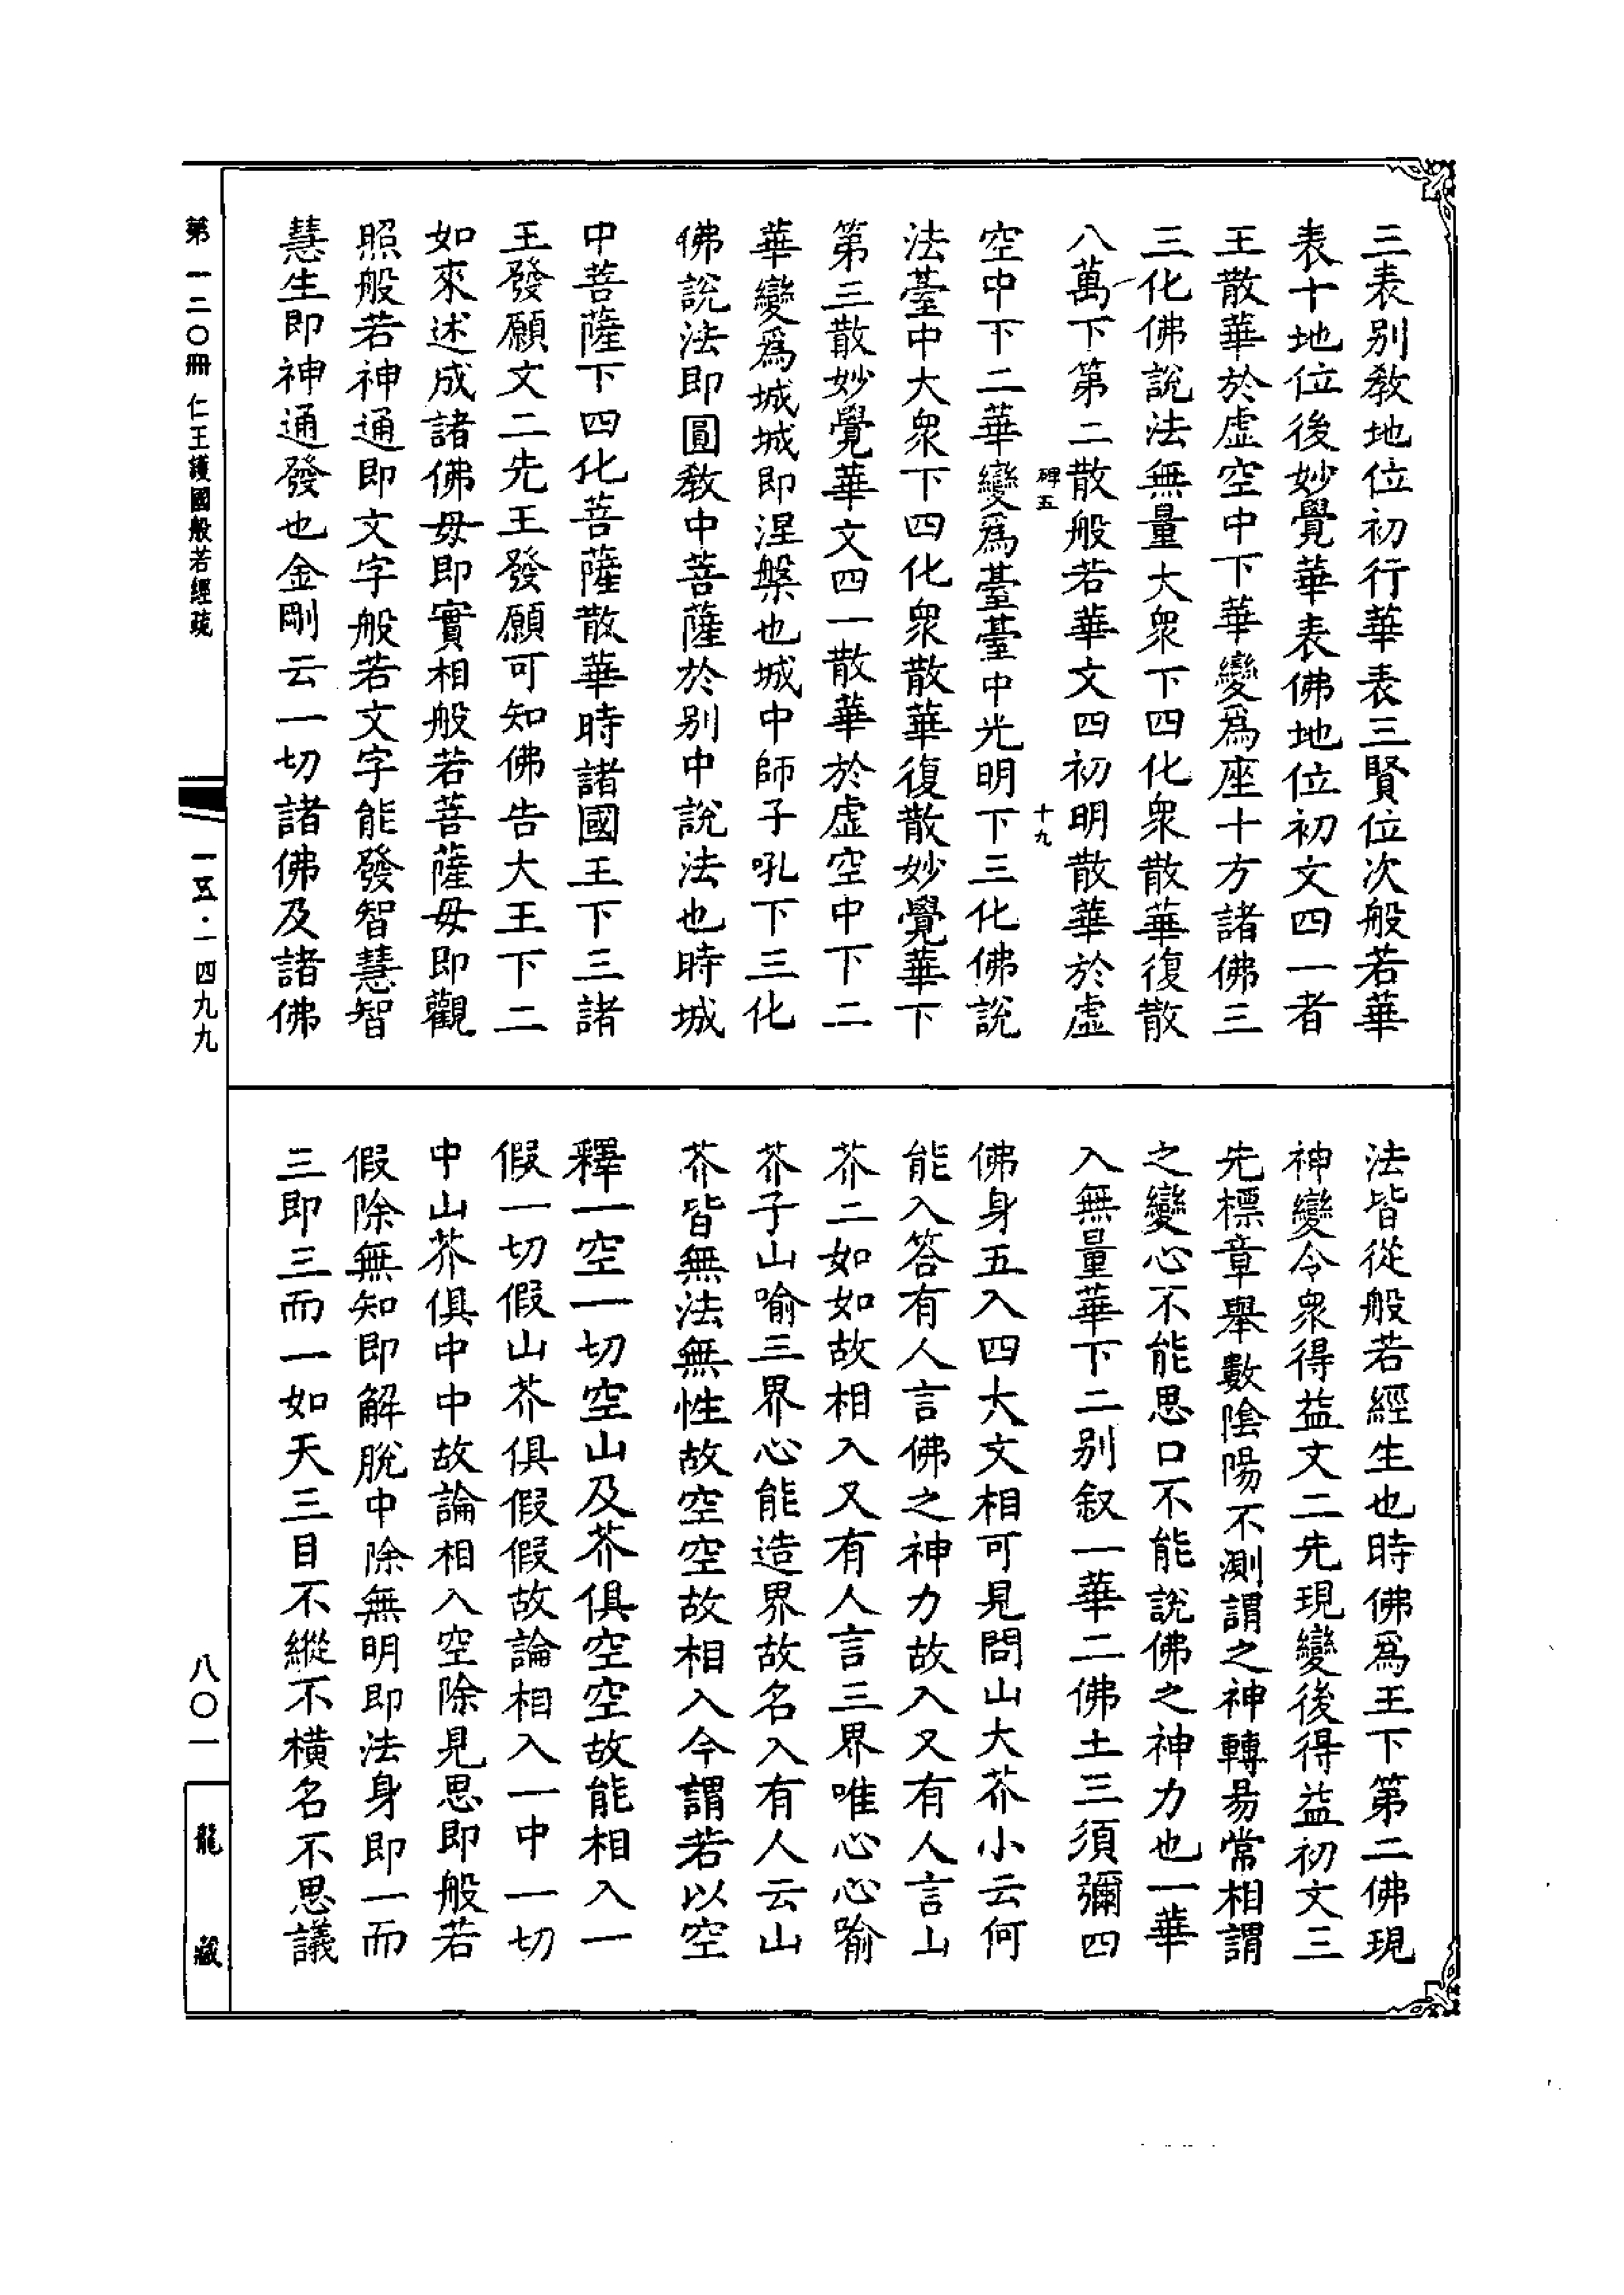 三表别教地位初行華表三賢位次般若華
表十地位後妙覺華表佛地位初文四一者
王散華於虛空中下華變爲座十方諸佛三
三化佛說法無量大衆下四化衆散華復散
八萬下第二散般若華文四初明散華於虛
碑五　十九
空中下二華變爲臺臺中光明下三化佛說
法臺中大衆下四化衆散華復散妙覺華下
第三散妙覺華文四一散華於虛空中下二
華變爲城城即涅槃也城中師子吼下三化
佛說法即圓教中菩薩於别中說法也時城
中菩薩下四化菩薩散華時諸國王下三諸
王發願文二先王發願可知佛告大王下二
如來述成諸佛母即實相般若菩薩母即觀
照般若神通即文字般若文字能發智慧智
慧生即神通發也金剛云一切諸佛及諸佛
法皆從般若經生也時佛爲王下第二佛現
神變令衆得益文二先現變後得益初文三
先標章舉數陰陽不測謂之神轉易常相謂
之變心不能思口不能說佛之神力也一華
入無量華下二别叙一華二佛土三須彌四
佛身五入四大文相可見問山大芥小云何
能入答有人言佛之神力故入又有人言山
芥二如如故相入又有人言三界唯心心喻
芥子山喻三界心能造界故名入有人云山
芥皆無法無性故空空故相入今謂若以空
釋一空一切空山及芥俱空空故能相入一
假一切假山芥俱假假故論相入一中一切
中山芥俱中中故論相入空除見思即般若
假除無知即解脫中除無明即法身即一而
三即三而一如天三目不縱不橫名不思議
第一二〇冊　仁王護國般若經疏
一五·一四九九
八〇一
龍藏